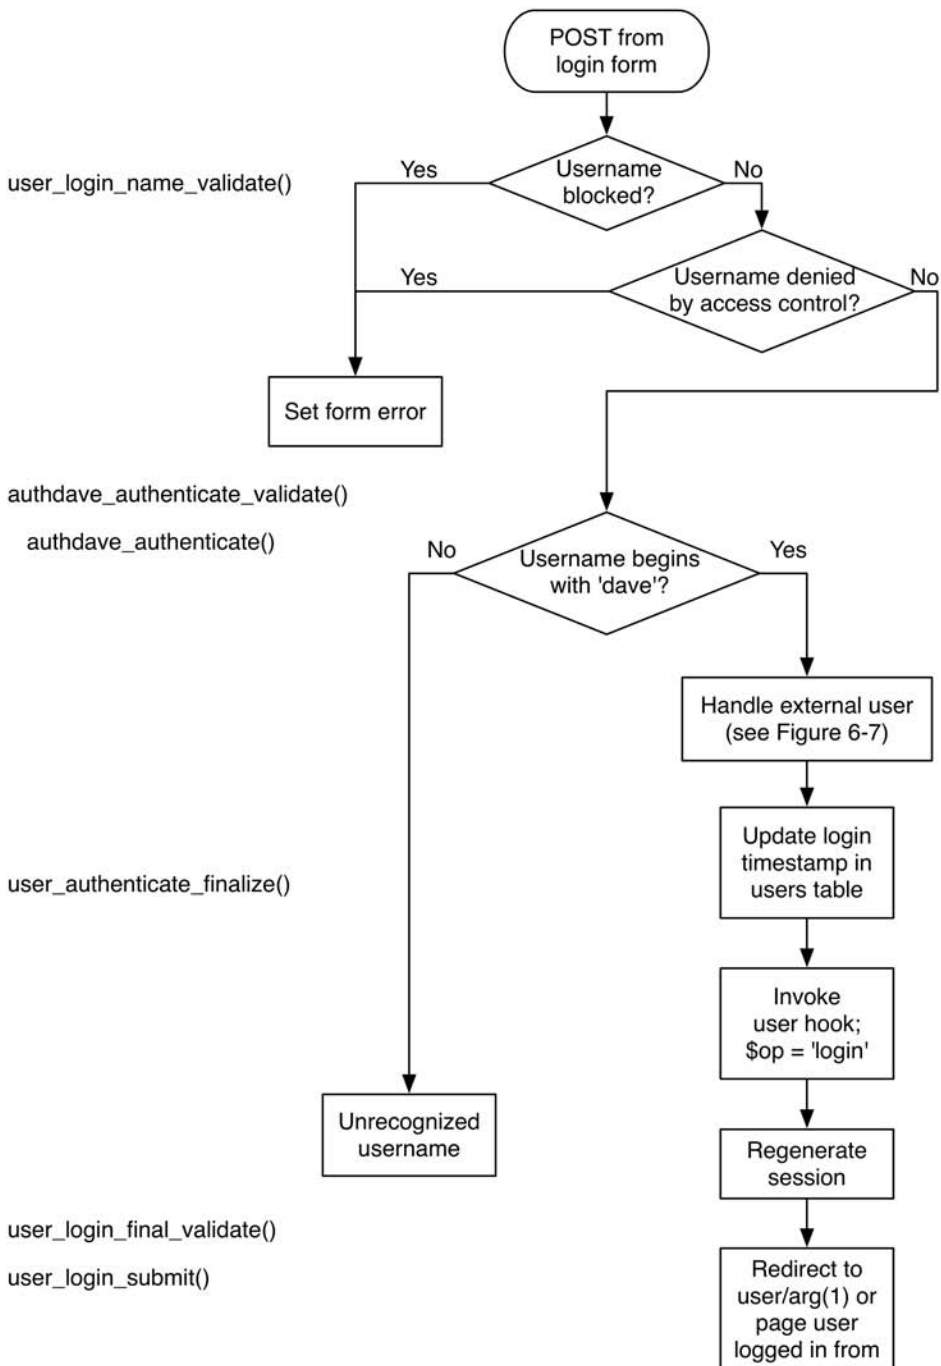 POST from
login form
user_login_name_validate()
Yes
Username
blocked?
No
Yes
Username denied
by access control?
No
Set form error
authdave_authenticate_validate()
authdave_authenticate()
No
Username begins
with 'dave'?
Yes
Handle external user
(see Figure 6-7)
Update login
timestamp in
users table
user_authenticate_finalize()
Invoke
user hook;
$op = 'login'
Unrecognized
username
Regenerate
session
user_login_final_validate()
user_login_submit()
Redirect to
user/arg(1) or
page user
logged in from